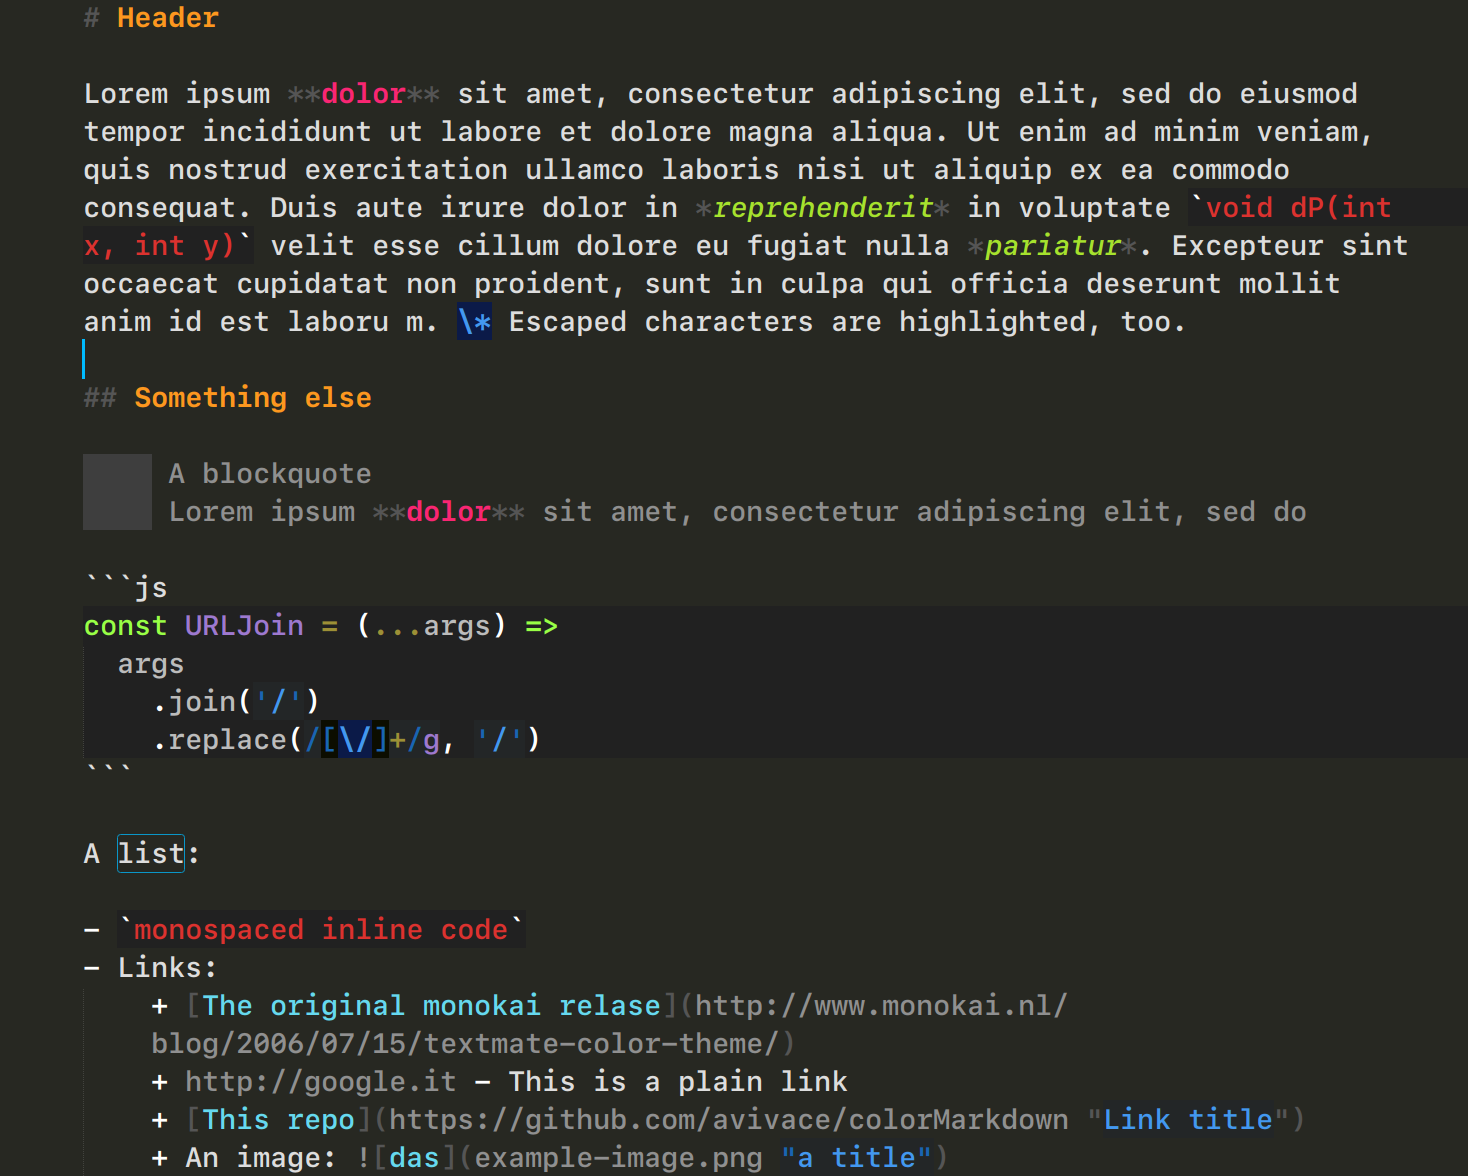 # Header
Lorem ipsum **dolor** sit amet, consectetur adipiscing elit, sed do eiusmod
tempor incididunt ut labore et dolore magna aliqua. Ut enim ad minim veniam,
quis nostrud exercitation ullamco laboris nisi ut aliquip ex ea commodo
consequat. Duis aute irure dolor in *reprehenderit* in voluptate `void dP(int
x, int y)` velit esse cillum dolore eu fugiat nulla *pariatur*. Excepteur sint
occaecat cupidatat non proident, sunt in culpa qui officia deserunt mollit
anim id est laboru m. \* Escaped characters are highlighted, too.
## Something else
A blockquote
Lorem ipsum **dolor** sit amet, consectetur adipiscing elit, sed do
```js
const URLJoin = (...args) =>
  args
    .join('/')
    .replace(/[\/]+/g, '/')
```
A list:
- `monospaced inline code`
- Links:
    + [The original monokai relase](http://www.monokai.nl/
    blog/2006/07/15/textmate-color-theme/)
    + http://google.it - This is a plain link
    + [This repo](https://github.com/avivace/colorMarkdown "Link title")
    + An image: ![das](example-image.png "a title")